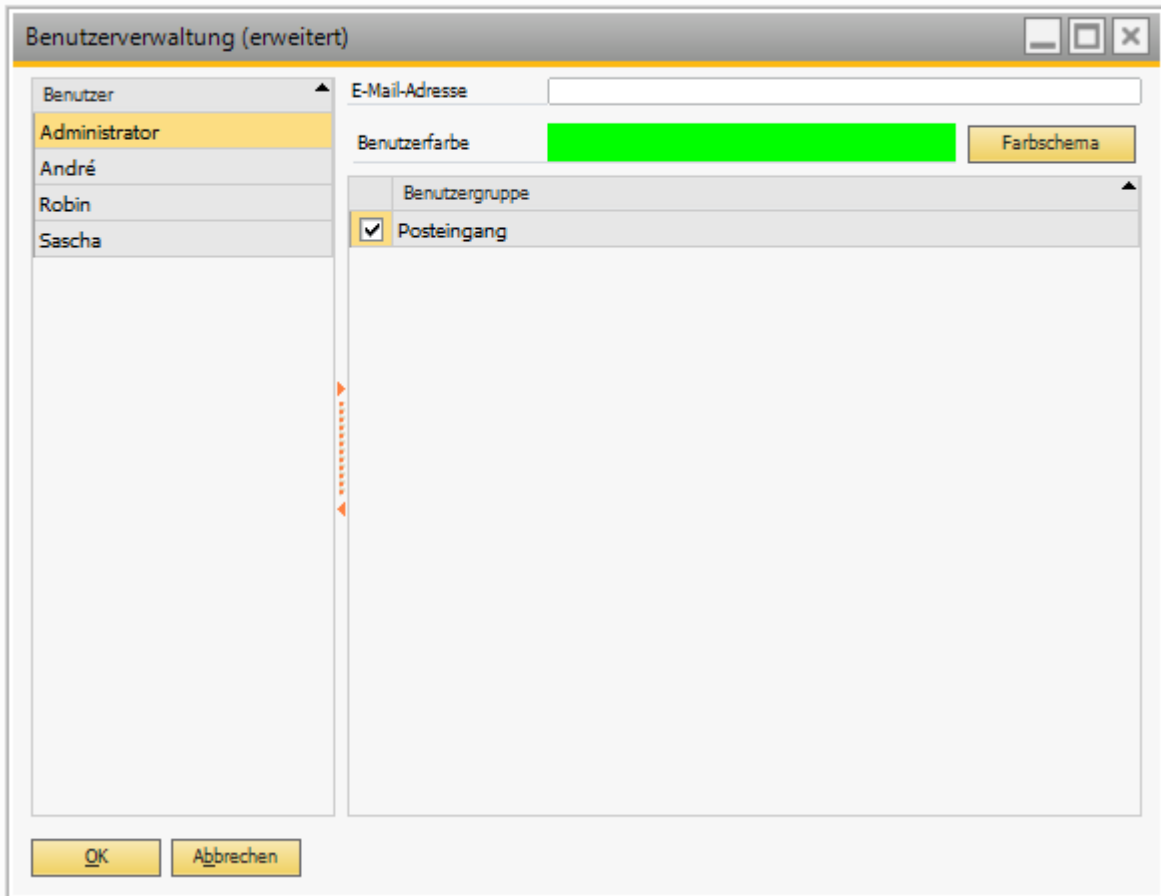 Benutzerverwaltung (erweitert)
Benutzer
Administrator
André
Robin
Sascha
E-Mail-Adresse
Benutzerfarbe
Farbschema
Benutzergruppe
Posteingang
OK
Abbrechen